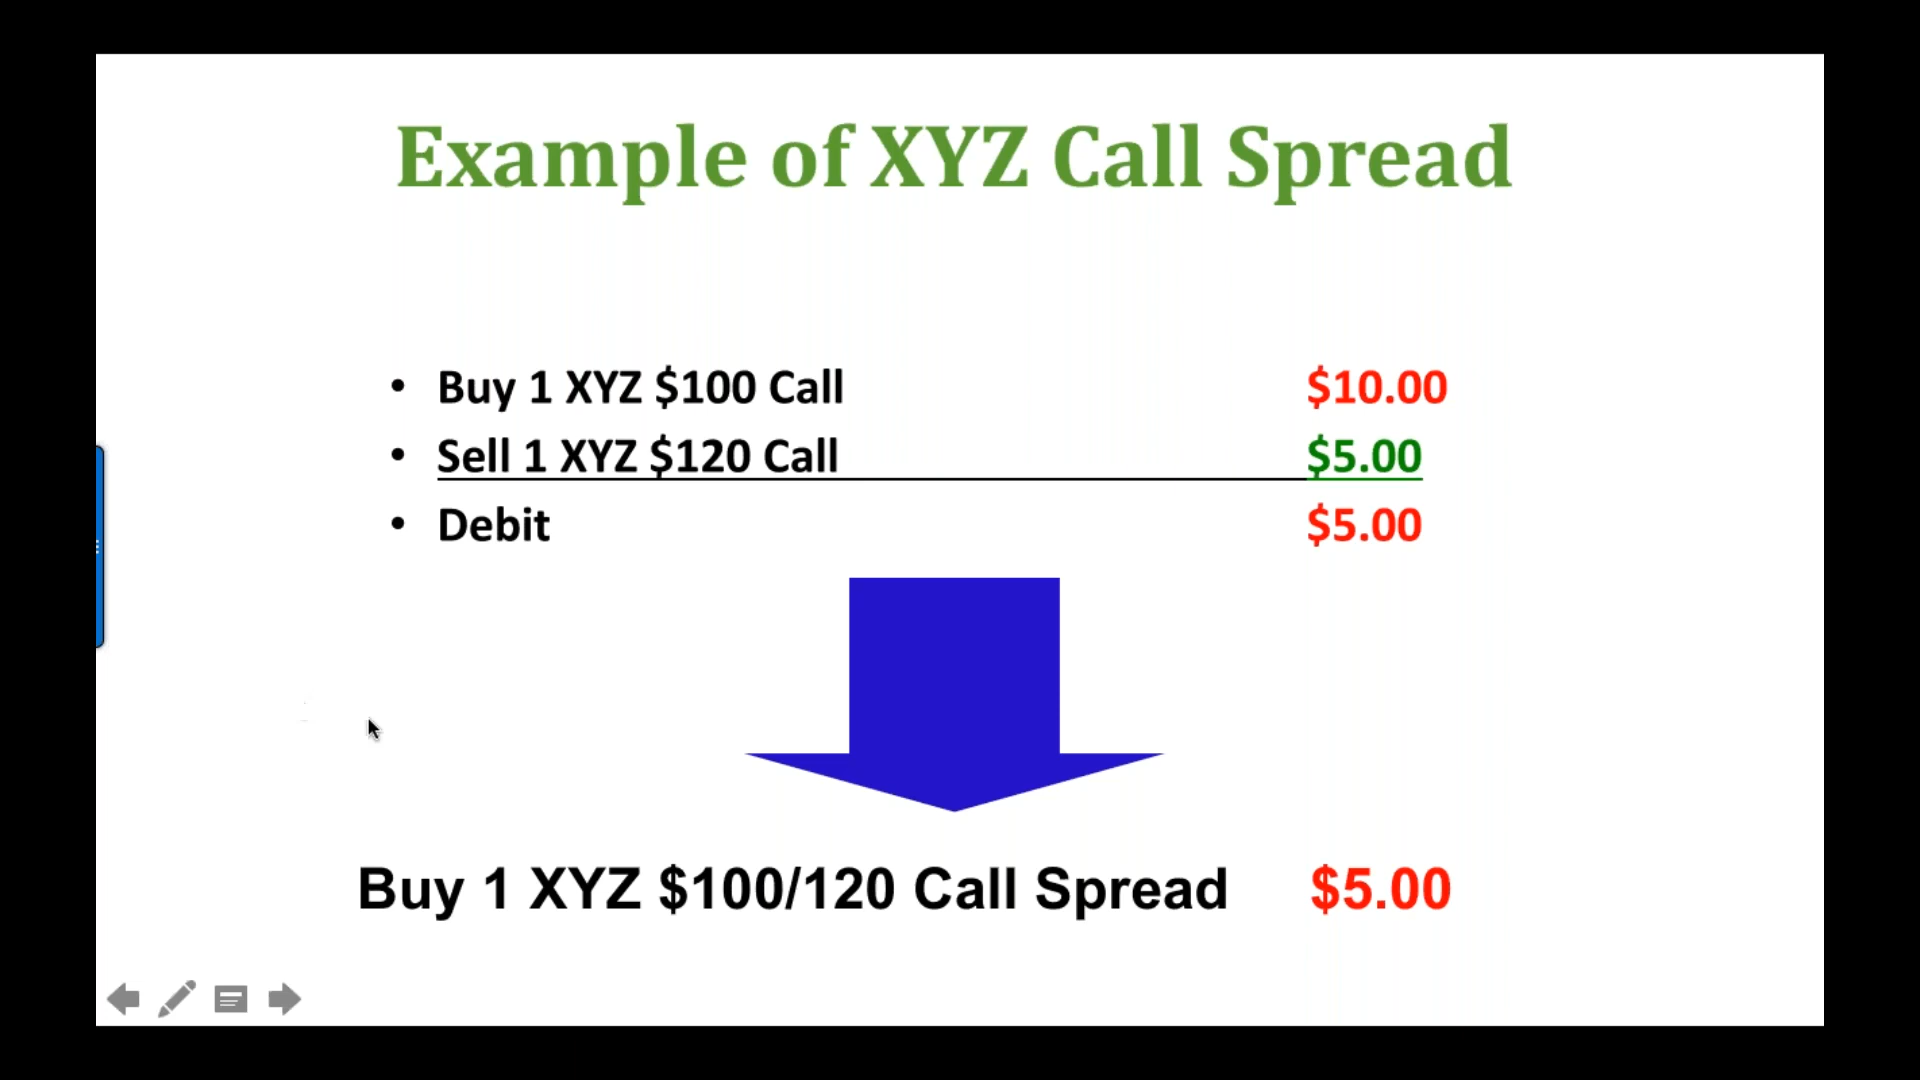 Example of XYZ Call Spread
• Buy 1 XYZ $100 Call $10.00
• Sell 1 XYZ $120 Call $5.00
• Debit $5.00
Buy 1 XYZ $100/120 Call Spread $5.00